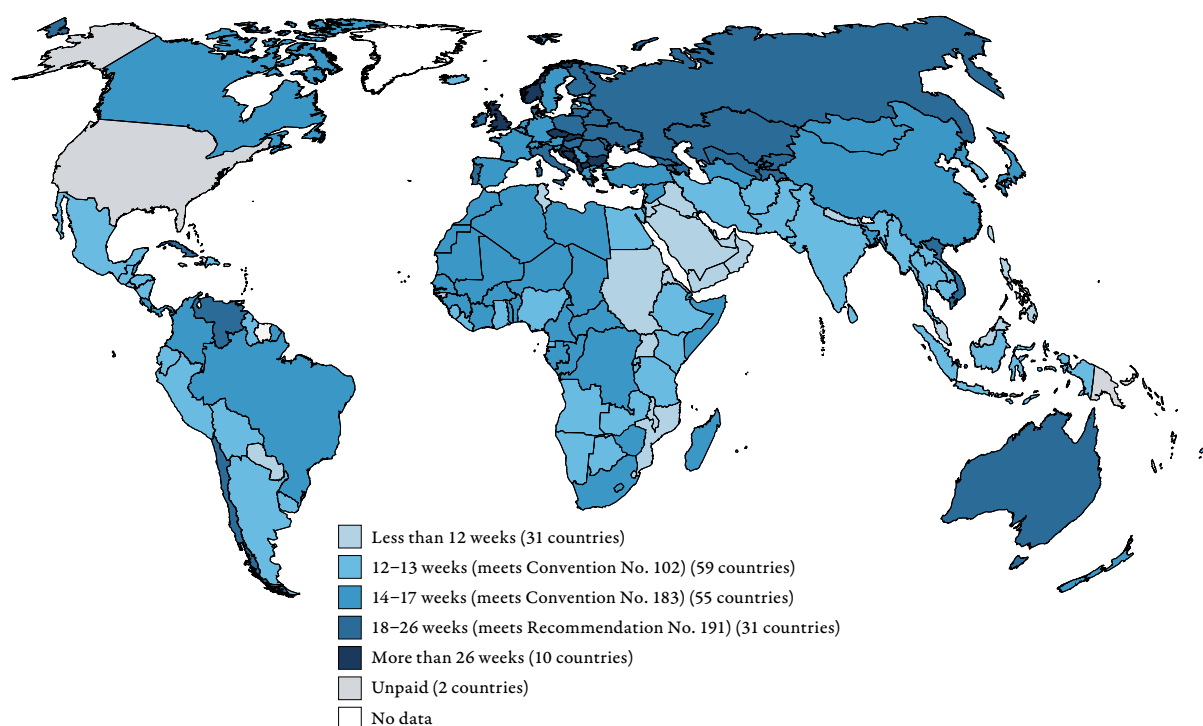 Less than 12 weeks (31 countries)
12–13 weeks (meets Convention No. 102) (59 countries)
14–17 weeks (meets Convention No. 183) (55 countries)
18–26 weeks (meets Recommendation No. 191) (31 countries)
More than 26 weeks (10 countries)
Unpaid (2 countries)
No data